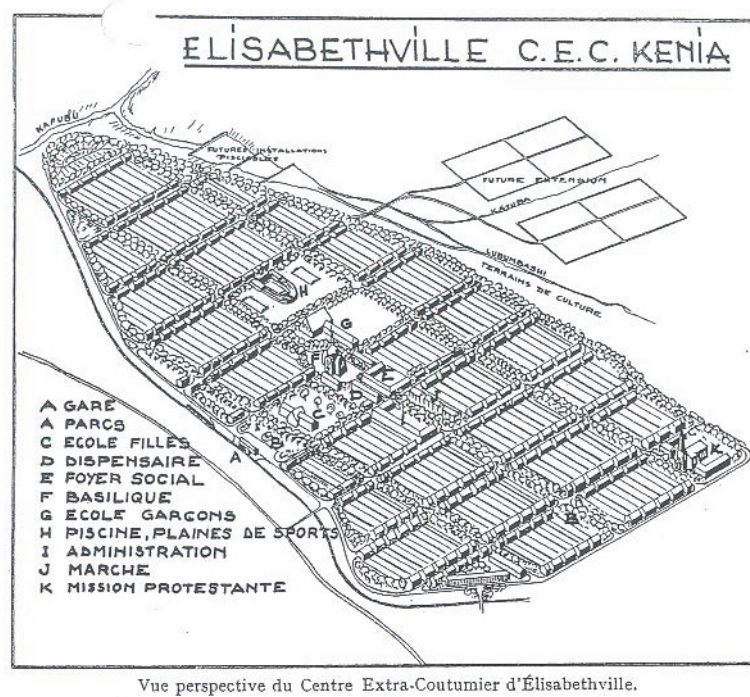 ELISABETHVILLE C.E.C. KENIA
KAFUBU
FUTURES INSTALLATIONS
PISCICOLES
FUTURE EXTENSION
KAFUBA
LUBUMBASHI
TERRAINS DE CULTURE
H
G
F
K
D
I
C
B
A
K
B
A GARE
A PARCS
C ECOLE FILLES
D DISPENSAIRE
E FOYER SOCIAL
F BASILIQUE
G ECOLE GARCONS
H PISCINE, PLAINES DE SPORTS
I ADMINISTRATION
J MARCHE
K MISSION PROTESTANTE
Vue perspective du Centre Extra-Coutumier d'Élisabethville.